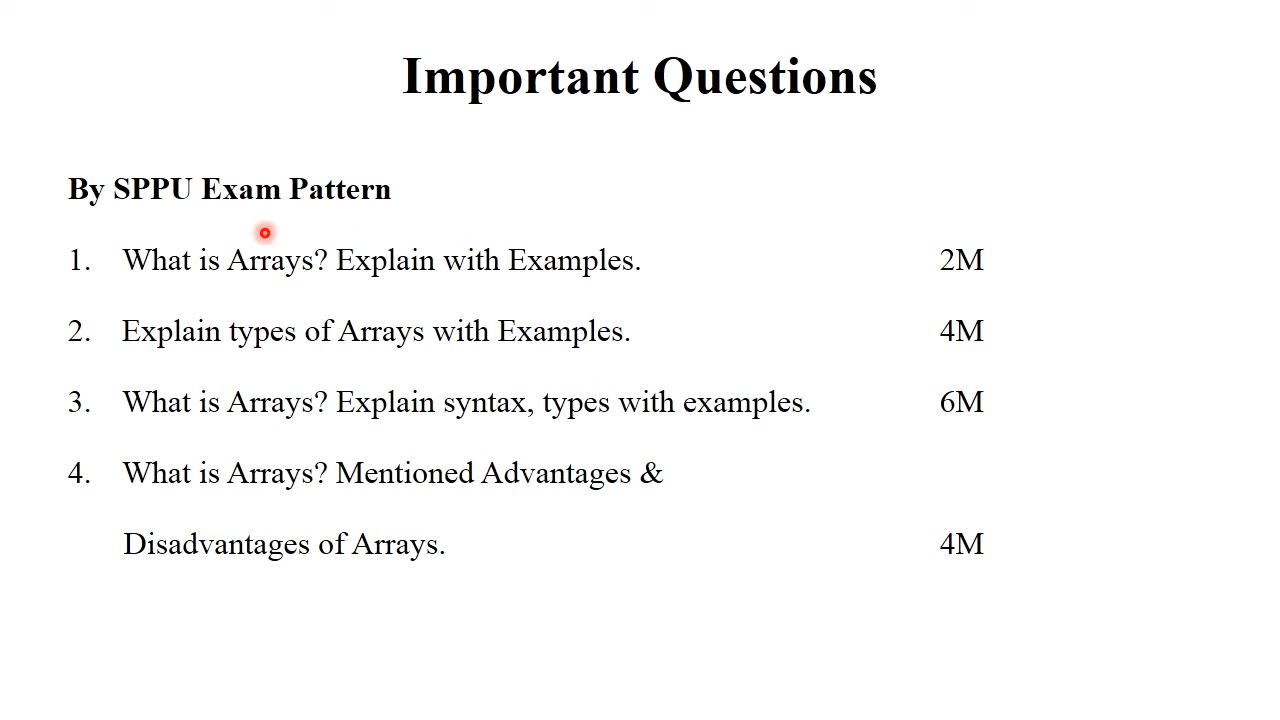 Important Questions
By SPPU Exam Pattern
1. What is Arrays? Explain with Examples. 2M
2. Explain types of Arrays with Examples. 4M
3. What is Arrays? Explain syntax, types with examples. 6M
4. What is Arrays? Mentioned Advantages &
Disadvantages of Arrays. 4M